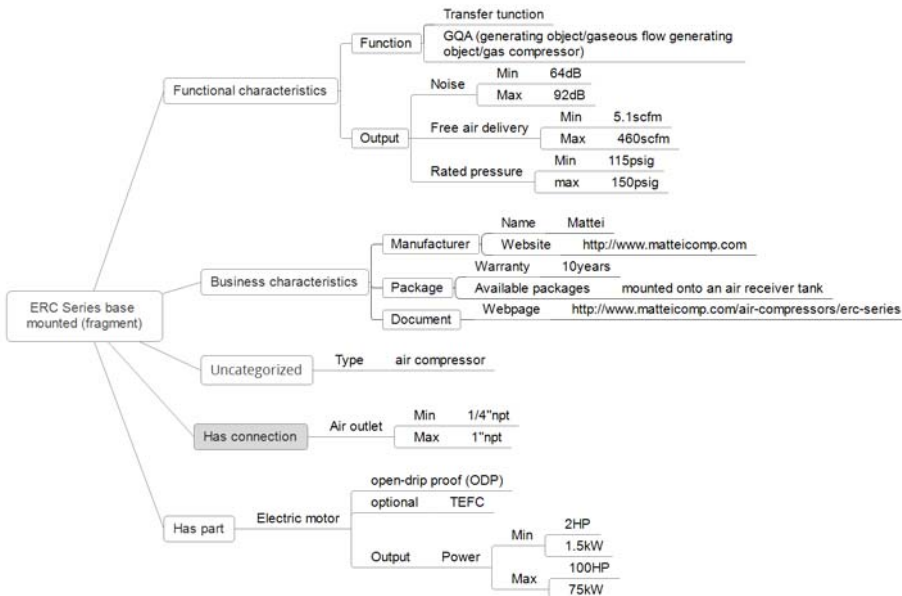 Transfer tunction
Function
GQA (generating object/gaseous flow generating
object/gas compressor)
Functional characteristics
Noise
Min 64dB
Max 92dB
Output
Free air delivery
Min 5.1scfm
Max 460scfm
Rated pressure
Min 115psig
max 150psig
ERC Series base
mounted (fragment)
Business characteristics
Manufacturer
Name Mattei
Website http://www.matteicomp.com
Package
Warranty 10years
Available packages mounted onto an air receiver tank
Document
Webpage http://www.matteicomp.com/air-compressors/erc-series
Uncategorized
Type air compressor
Has connection
Air outlet
Min 1/4"npt
Max 1"npt
Has part
Electric motor
open-drip proof (ODP)
optional TEFC
Output Power
Min
2HP
1.5kW
Max
100HP
75kW